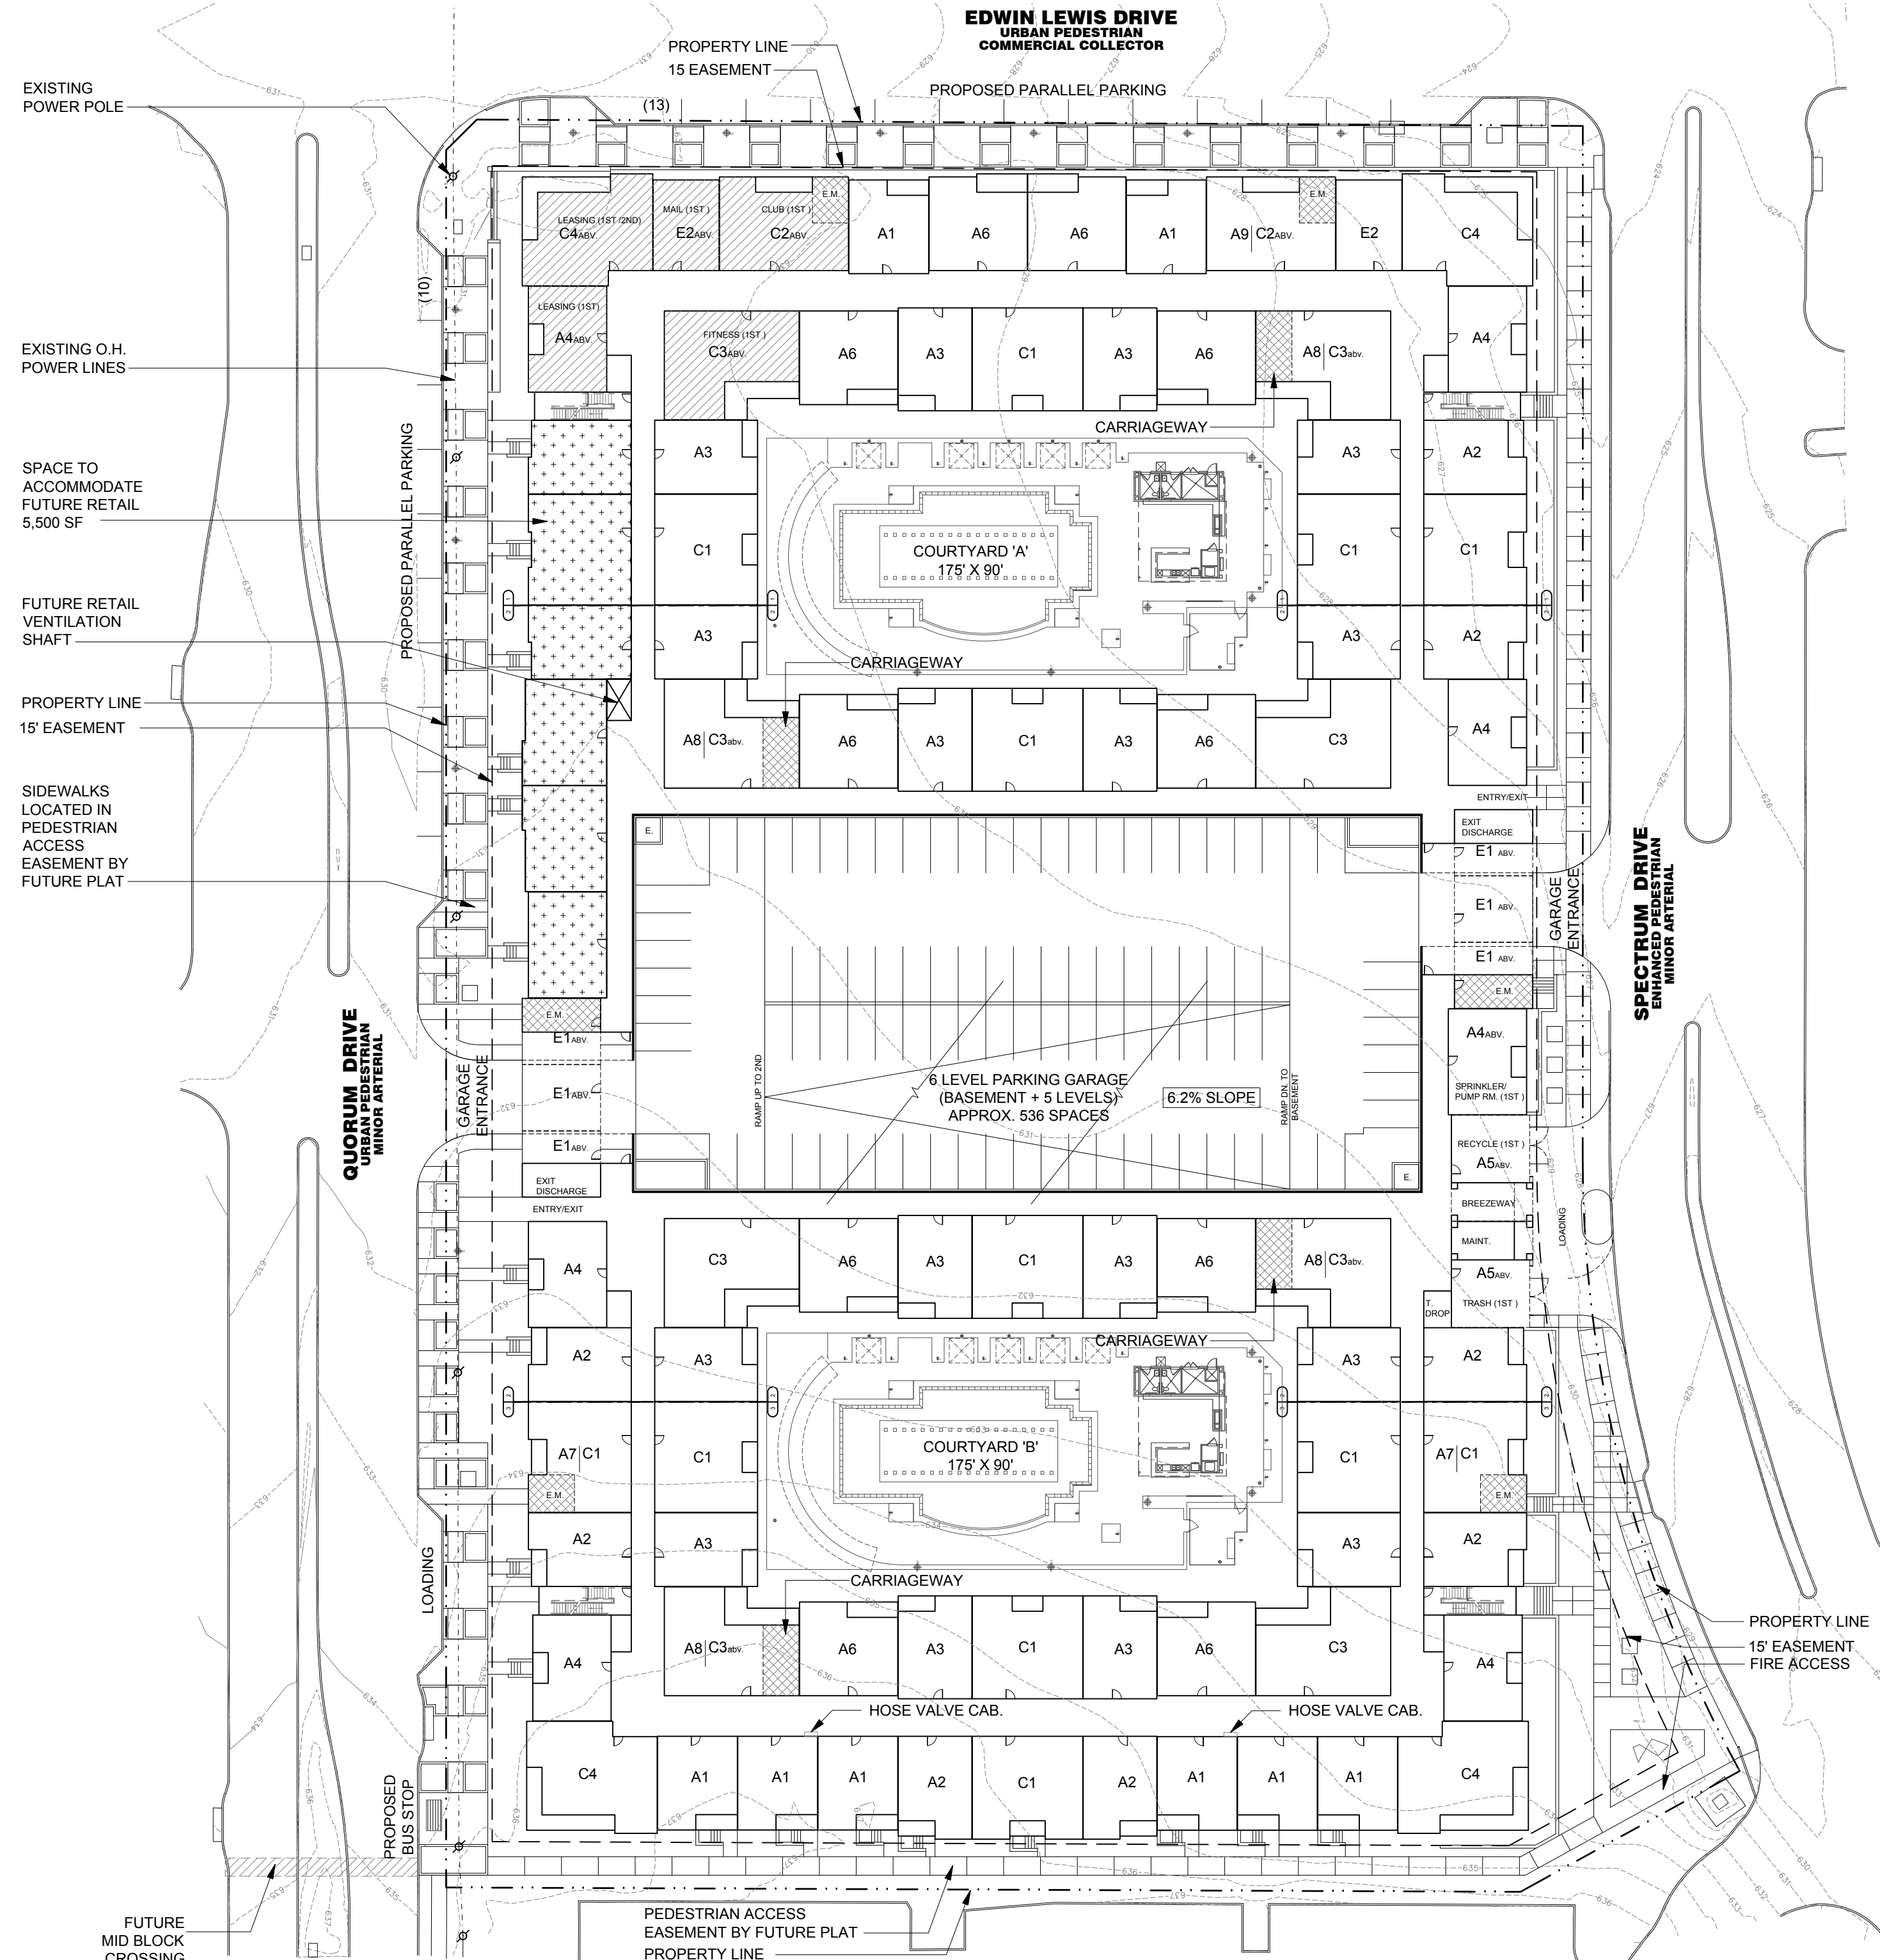 EDWIN LEWIS DRIVE
URBAN PEDESTRIAN
COMMERCIAL COLLECTOR
PROPERTY LINE
15 EASEMENT
PROPOSED PARALLEL PARKING
(13)
EXISTING
POWER POLE
(10)
EXISTING O.H.
POWER LINES
SPACE TO
ACCOMMODATE
FUTURE RETAIL
5,500 SF
FUTURE RETAIL
VENTILATION
SHAFT
PROPERTY LINE
15' EASEMENT
SIDEWALKS
LOCATED IN
PEDESTRIAN
ACCESS
EASEMENT BY
FUTURE PLAT
PROPOSED PARALLEL PARKING
LEASING (1ST /2ND)
C4ABV.
MAIL (1ST )
E2ABV.
CLUB (1ST )
C2ABV.
E.M.
A1
A6
A6
A1
A9 | C2ABV.
E.M.
E2
C4
LEASING (1ST)
A4ABV.
FITNESS (1ST )
C3ABV.
A6
A3
C1
A3
A6
A8 | C3abv.
A4
CARRIAGEWAY
A3
A3
A2
C1
COURTYARD 'A'
175' X 90'
C1
C1
A3
A3
A2
CARRIAGEWAY
A8 | C3abv.
A6
A3
C1
A3
A6
C3
A4
ENTRY/EXIT
EXIT
DISCHARGE
E1 ABV.
E1 ABV.
E1 ABV.
E.M.
GARAGE
ENTRANCE
SPECTRUM DRIVE
ENHANCED PEDESTRIAN
MINOR ARTERIAL
E.
QUORUM DRIVE
URBAN PEDESTRIAN
MINOR ARTERIAL
E.M.
E1ABV.
E1ABV.
E1ABV.
GARAGE
ENTRANCE
EXIT
DISCHARGE
ENTRY/EXIT
RAMP UP TO 2ND
6 LEVEL PARKING GARAGE
(BASEMENT + 5 LEVELS)
APPROX. 536 SPACES
6.2% SLOPE
RAMP DN. TO
BASEMENT
E.
A4ABV.
SPRINKLER/
PUMP RM. (1ST )
RECYCLE (1ST )
A5ABV.
BREEZEWAY
MAINT.
A5ABV.
TRASH (1ST )
T.
DROP
LOADING
A4
C3
A6
A3
C1
A3
A6
A8 | C3abv.
CARRIAGEWAY
A2
A3
A3
A2
A7 | C1
E.M.
C1
COURTYARD 'B'
175' X 90'
C1
A7 | C1
E.M.
A2
A3
A3
A2
CARRIAGEWAY
LOADING
A4
A8 | C3abv.
A6
A3
C1
A3
A6
C3
A4
PROPERTY LINE
15' EASEMENT
FIRE ACCESS
HOSE VALVE CAB.
HOSE VALVE CAB.
C4
A1
A1
A1
A2
C1
A2
A1
A1
A1
C4
PROPOSED
BUS STOP
FUTURE
MID BLOCK
CROSSING
PEDESTRIAN ACCESS
EASEMENT BY FUTURE PLAT
PROPERTY LINE